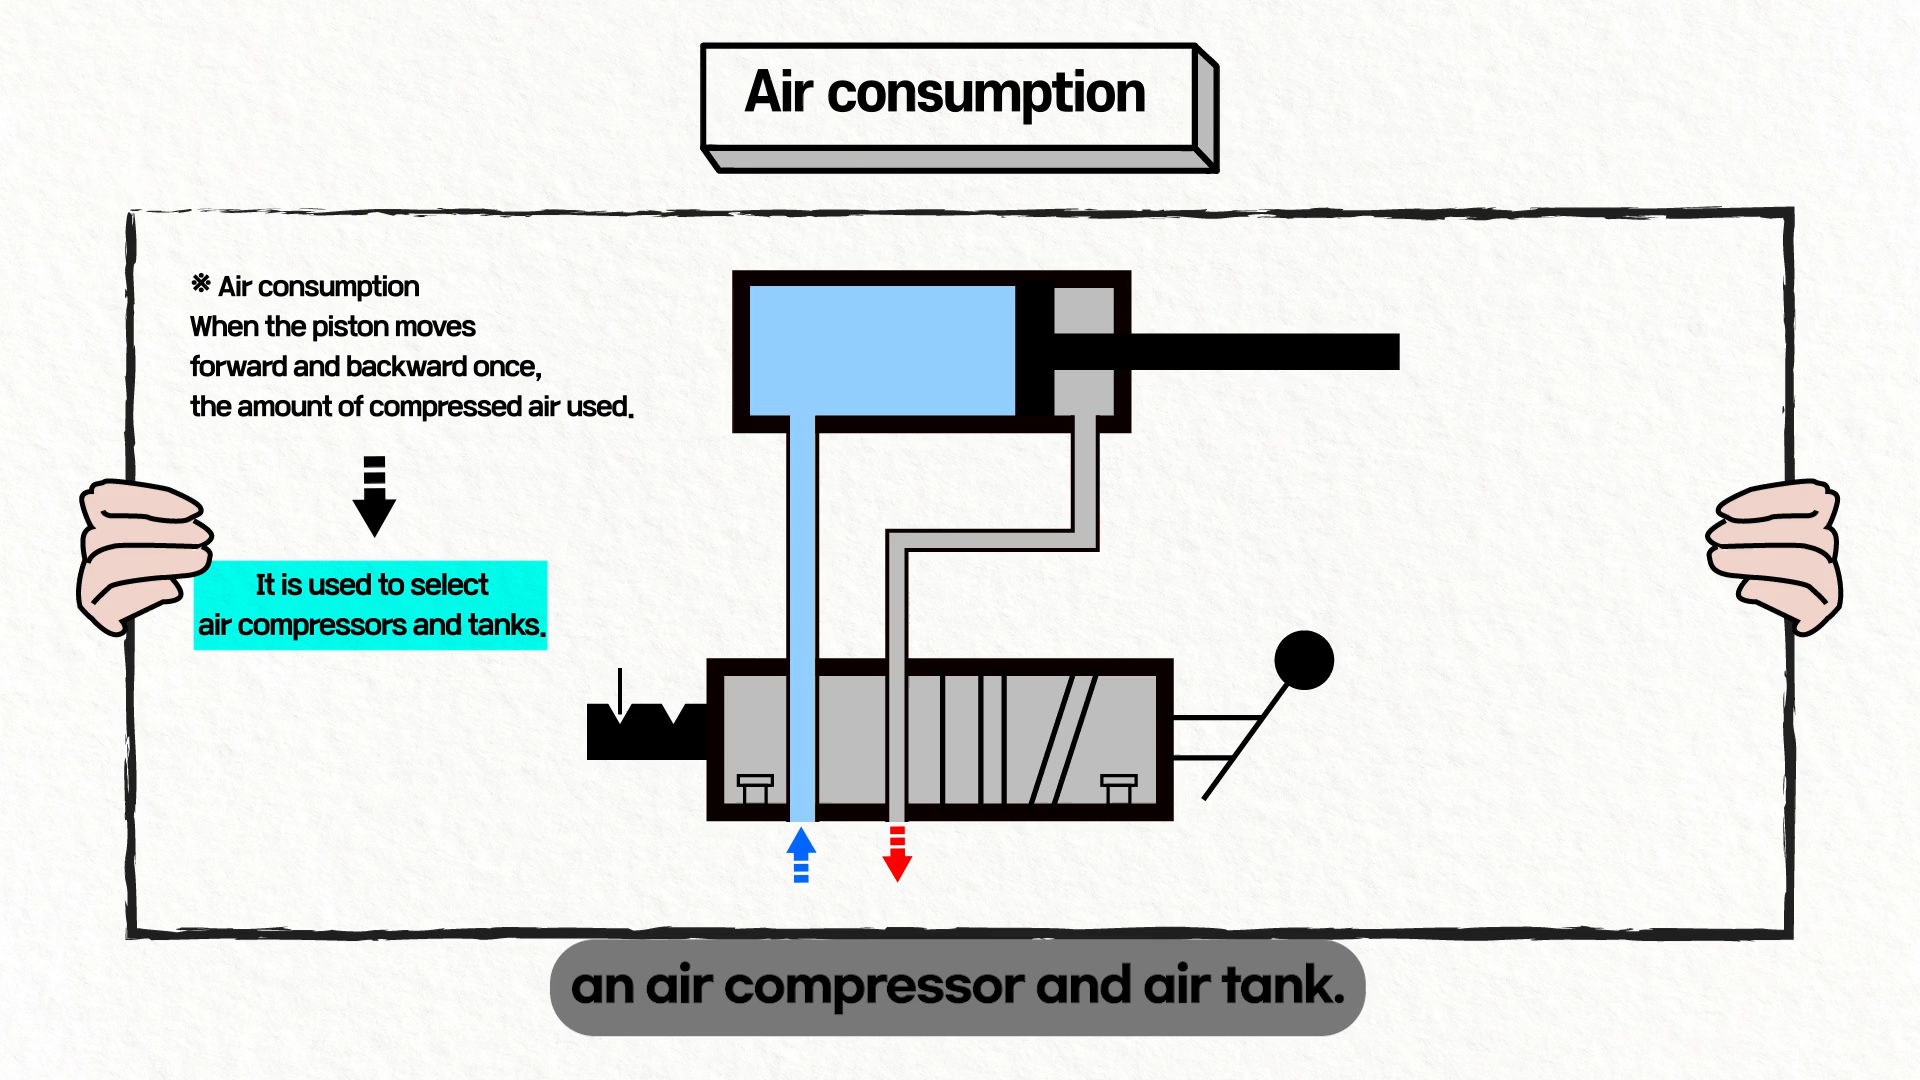 Air consumption
※ Air consumption
When the piston moves
forward and backward once,
the amount of compressed air used.
It is used to select
air compressors and tanks.
an air compressor and air tank.